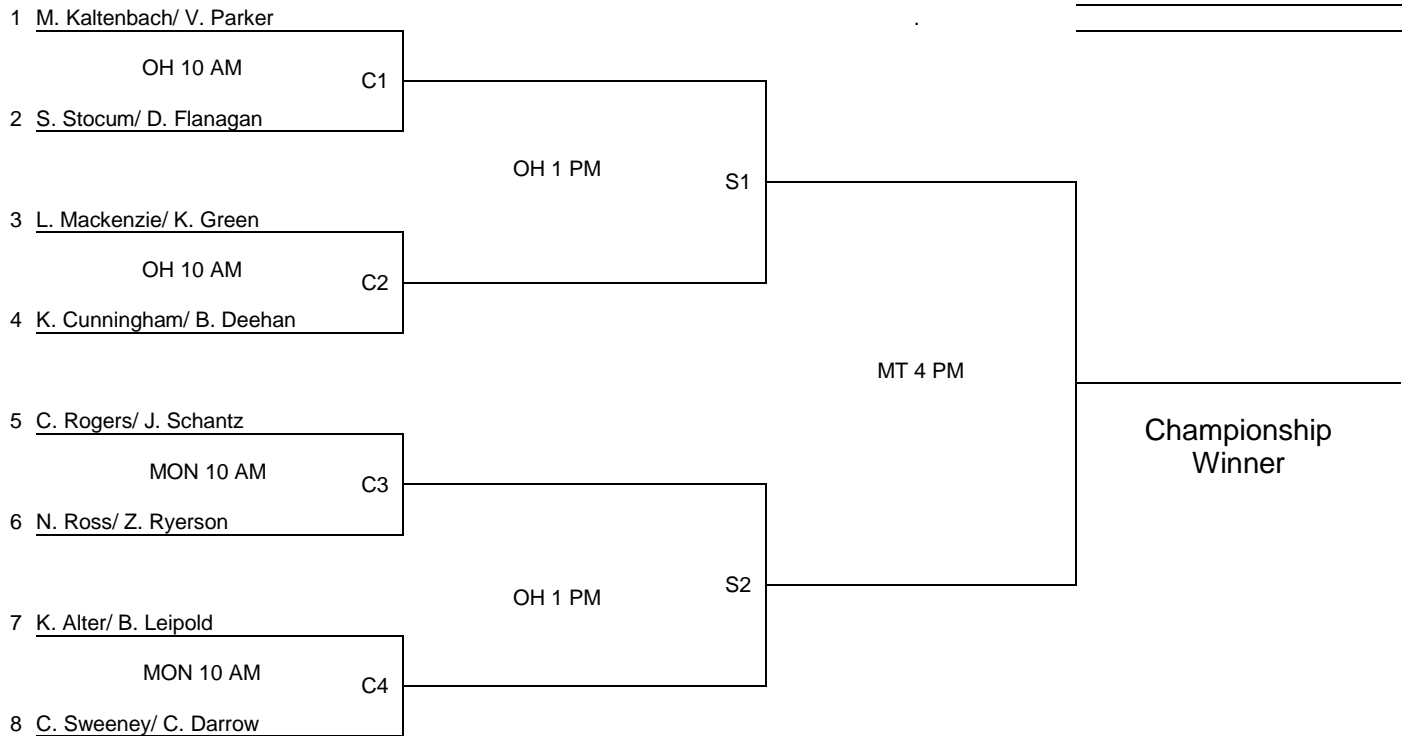 1 M. Kaltenbach/ V. Parker
.
OH 10 AM
C1
2 S. Stocum/ D. Flanagan
OH 1 PM
S1
3 L. Mackenzie/ K. Green
OH 10 AM
C2
4 K. Cunningham/ B. Deehan
MT 4 PM
5 C. Rogers/ J. Schantz
Championship
Winner
MON 10 AM
C3
6 N. Ross/ Z. Ryerson
OH 1 PM
S2
7 K. Alter/ B. Leipold
MON 10 AM
C4
8 C. Sweeney/ C. Darrow